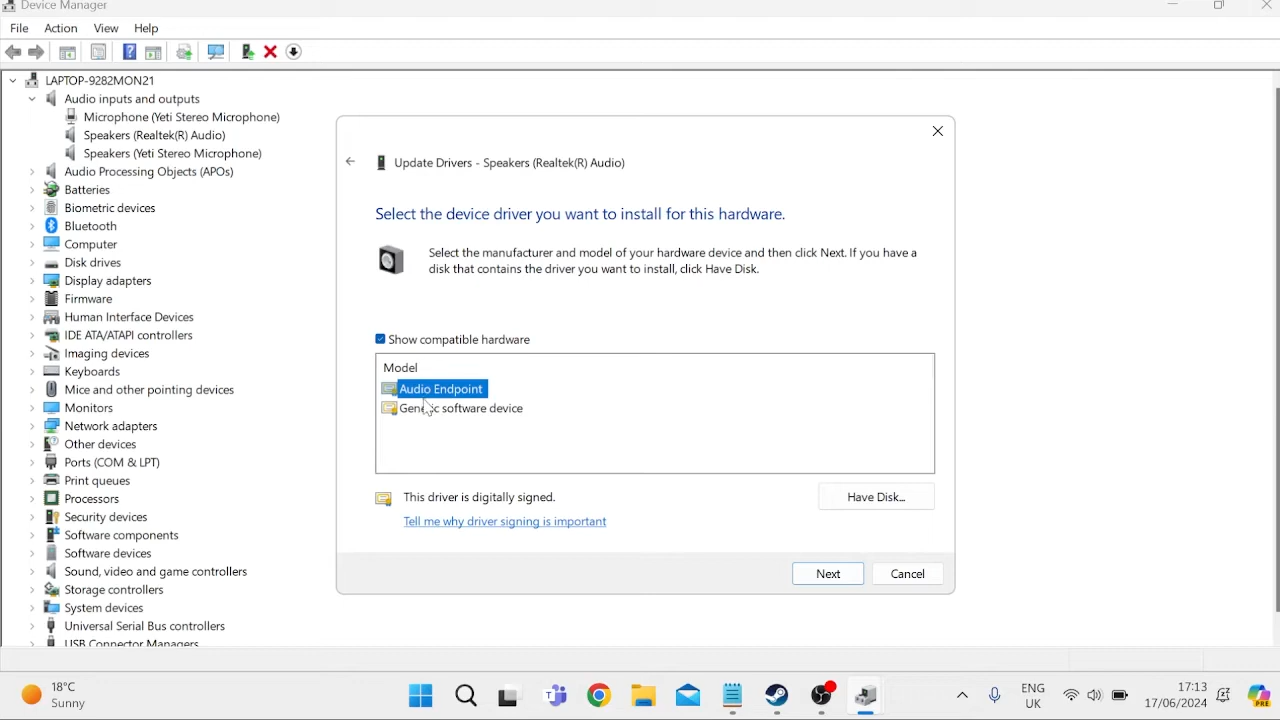 Device Manager
File Action View Help
LAPTOP-9282MON21
Audio inputs and outputs
Microphone (Yeti Stereo Microphone)
Speakers (Realtek(R) Audio)
Speakers (Yeti Stereo Microphone)
Audio Processing Objects (APOs)
Batteries
Biometric devices
Bluetooth
Computer
Disk drives
Display adapters
Firmware
Human Interface Devices
IDE ATA/ATAPI controllers
Imaging devices
Keyboards
Mice and other pointing devices
Monitors
Network adapters
Other devices
Ports (COM & LPT)
Print queues
Processors
Security devices
Software components
Software devices
Sound, video and game controllers
Storage controllers
System devices
Universal Serial Bus controllers
USB Connector Managers
Update Drivers - Speakers (Realtek(R) Audio)
Select the device driver you want to install for this hardware.
Select the manufacturer and model of your hardware device and then click Next. If you have a
disk that contains the driver you want to install, click Have Disk.
Show compatible hardware
Model
Audio Endpoint
Generic software device
This driver is digitally signed.
Have Disk...
Tell me why driver signing is important
Next Cancel
18°C
Sunny
ENG
UK
17:13
17/06/2024
PRE